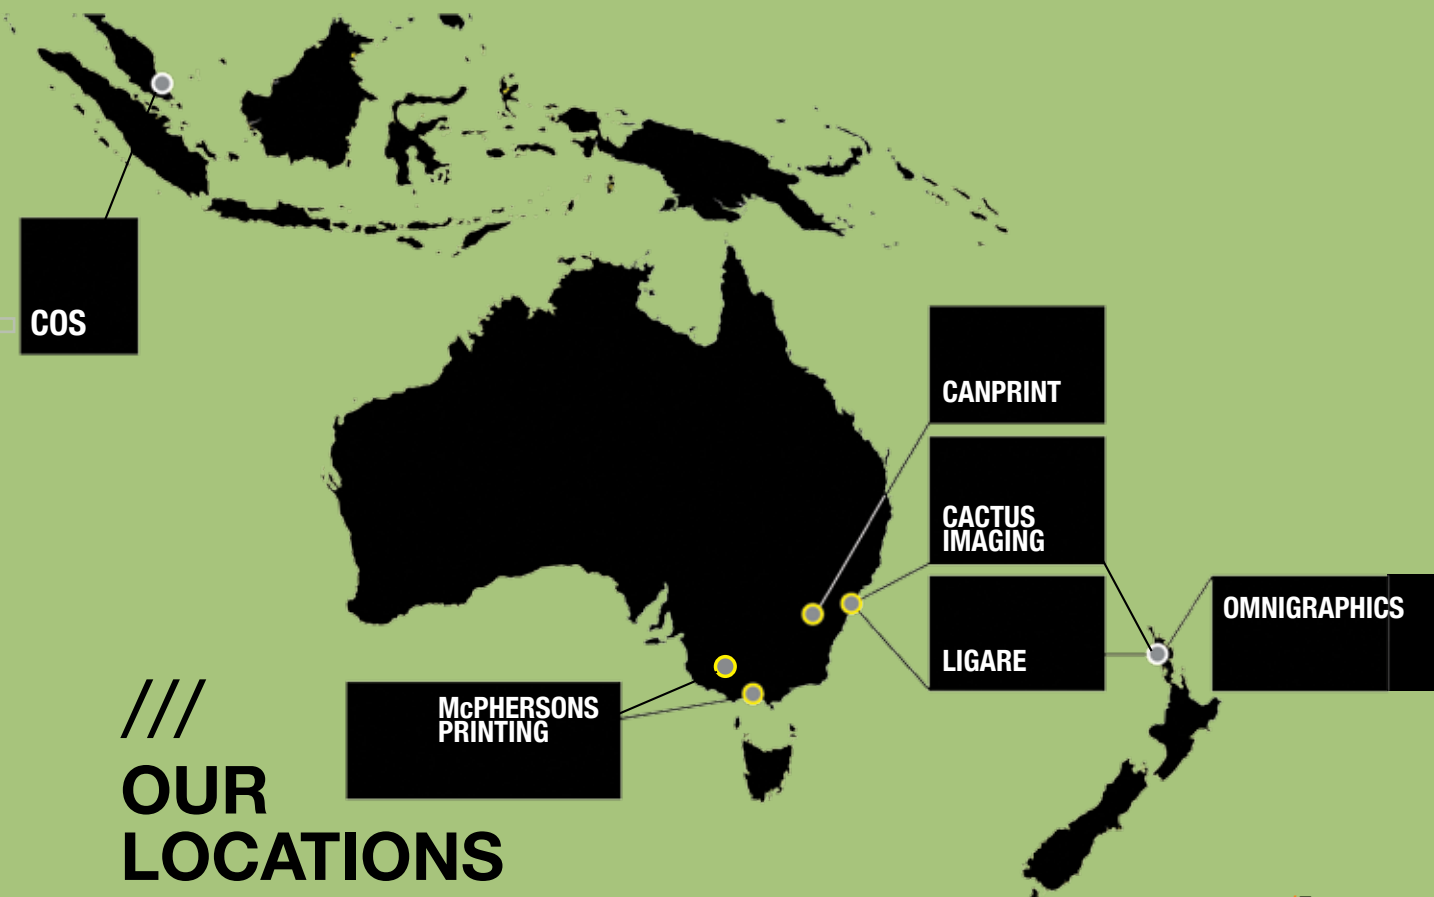 COS
CANPRINT
CACTUS
IMAGING
LIGARE
OMNIGRAPHICS
McPHERSONS
PRINTING
///
OUR
LOCATIONS